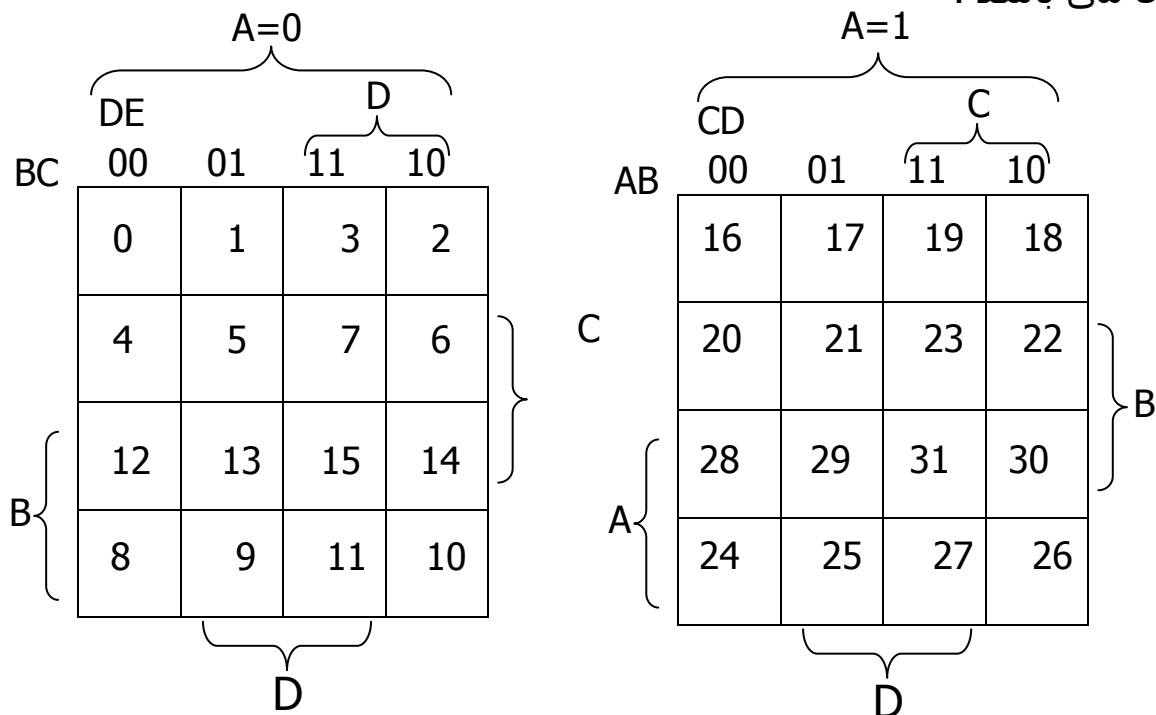 A=0 A=1
DE D CD C
BC 00 01 11 10 AB 00 01 11 10
0 1 3 2 16 17 19 18
4 5 7 6 C 20 21 23 22
B
12 13 15 14 28 29 31 30
B A
8 9 11 10 24 25 27 26
D D